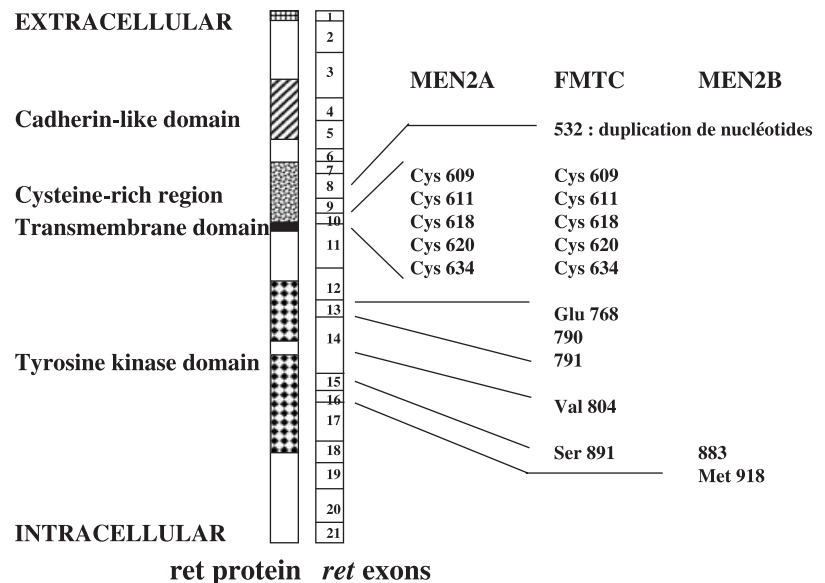 EXTRACELLULAR
Cadherin-like domain
Cysteine-rich region
Transmembrane domain
Tyrosine kinase domain
INTRACELLULAR
1
2
3
4
5
6
7
8
9
10
11
12
13
14
15
16
17
18
19
20
21
ret protein ret exons
MEN2A FMTC MEN2B
532 : duplication de nucléotides
Cys 609 Cys 609
Cys 611 Cys 611
Cys 618 Cys 618
Cys 620 Cys 620
Cys 634 Cys 634
Glu 768
790
791
Val 804
Ser 891 883
Met 918